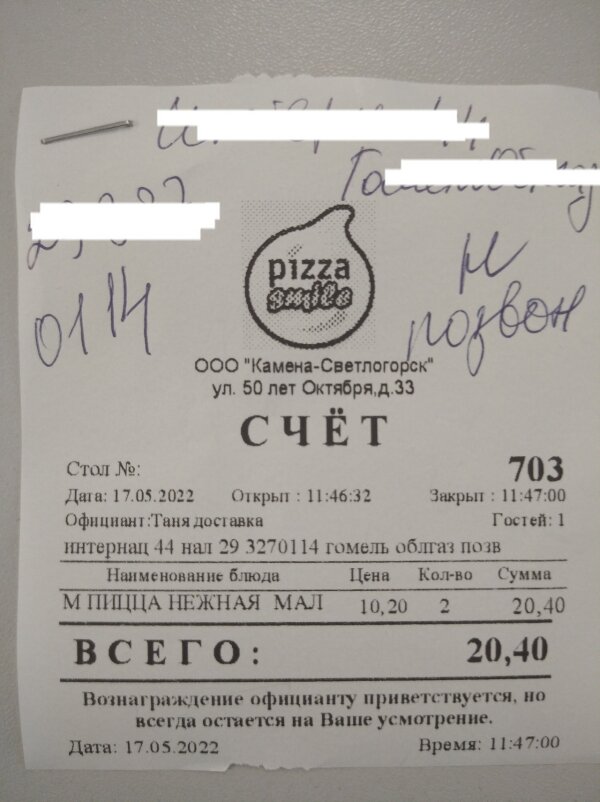 0114
н
позвон
pizza
smile
ООО "Камена-Светлогорск"
ул. 50 лет Октября,д.33
СЧЁТ
Стол №: 703
Дата: 17.05.2022 Открыт : 11:46:32 Закрыт : 11:47:00
Официант:Таня доставка Гостей: 1
интернац 44 нал 29 3270114 гомель облгаз позв
Наименование блюда Цена Кол-во Сумма
М ПИЦЦА НЕЖНАЯ МАЛ 10,20 2 20,40
ВСЕГО: 20,40
Вознаграждение официанту приветствуется, но
всегда остается на Ваше усмотрение.
Дата: 17.05.2022 Время: 11:47:00